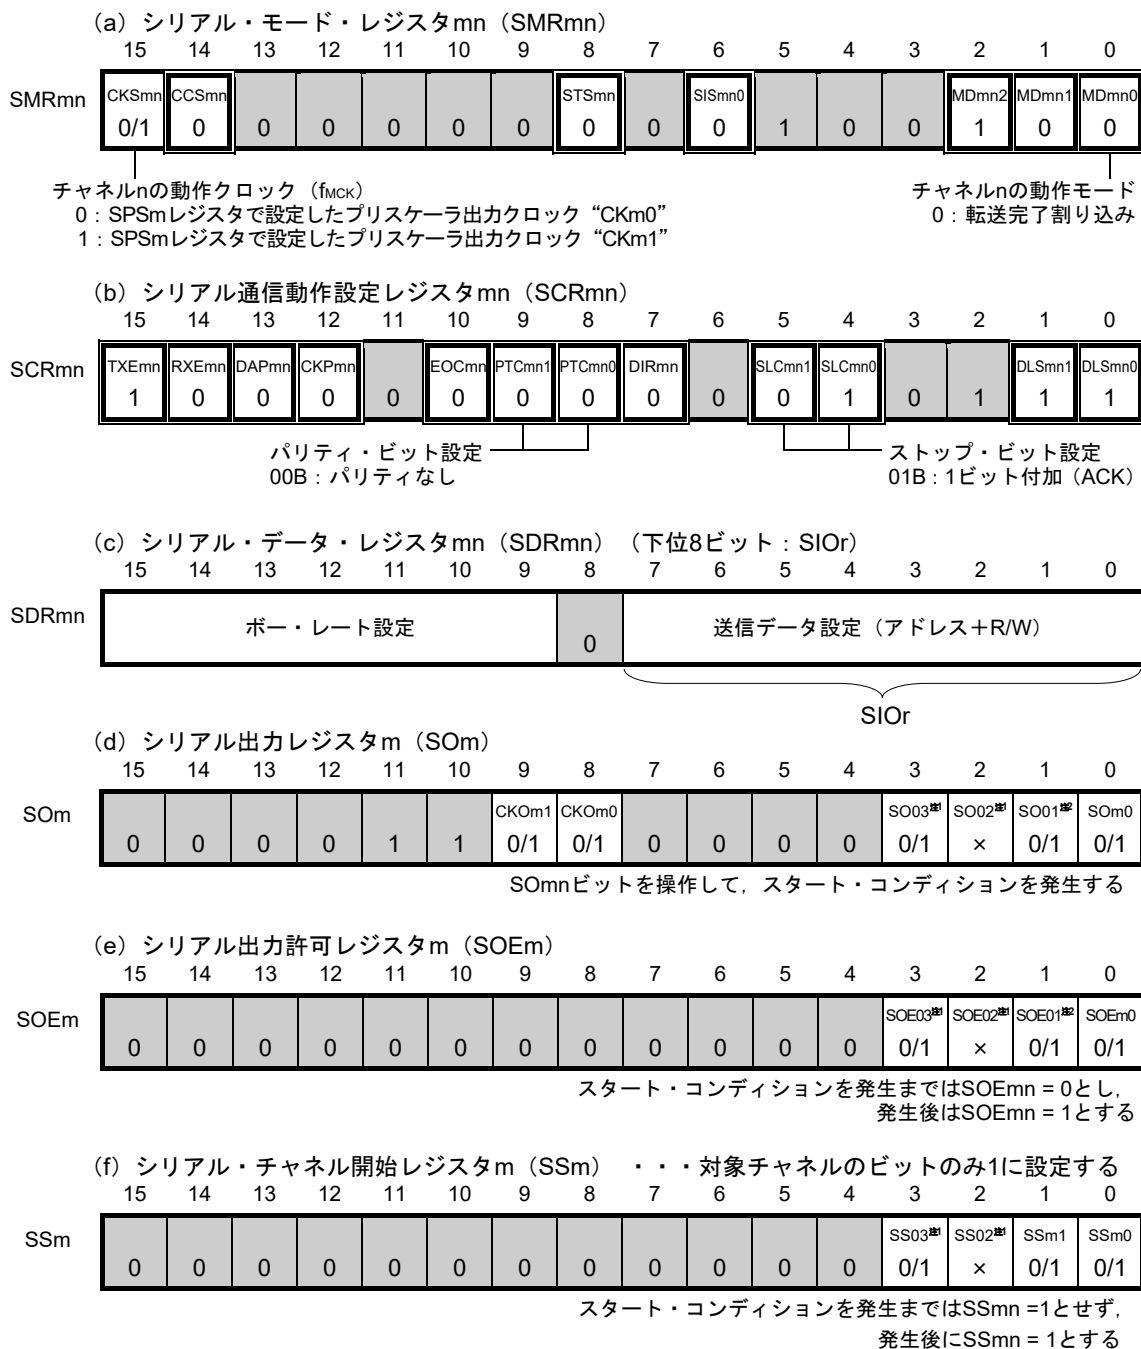 (a) シリアル・モード・レジスタmn(SMRmn)
15 14 13 12 11 10 9 8 7 6 5 4 3 2 1 0
SMRmn
CKSmn CCSmn STSmn SISmn0 MDmn2 MDmn1 MDmn0
0/1 0 0 0 0 0 0 0 0 0 1 0 0 1 0 0
チャネルnの動作クロック(fMCK)
0:SPSmレジスタで設定したプリスケーラ出力クロック“CKm0”
1:SPSmレジスタで設定したプリスケーラ出力クロック“CKm1”
チャネルnの動作モード
0:転送完了割り込み
(b) シリアル通信動作設定レジスタmn(SCRmn)
15 14 13 12 11 10 9 8 7 6 5 4 3 2 1 0
SCRmn
TXEmn RXEmn DAPmn CKPmn EOCmn PTCmn1 PTCmn0 DIRmn SLCmn1 SLCmn0 DLSmn1 DLSmn0
1 0 0 0 0 0 0 0 0 0 0 1 0 1 1 1
パリティ・ビット設定
00B:パリティなし
ストップ・ビット設定
01B:1ビット付加(ACK)
(c) シリアル・データ・レジスタmn(SDRmn)(下位8ビット:SIOr)
15 14 13 12 11 10 9 8 7 6 5 4 3 2 1 0
SDRmn
ボー・レート設定 0 送信データ設定(アドレス+R/W)
SIOr
(d) シリアル出力レジスタm(SOm)
15 14 13 12 11 10 9 8 7 6 5 4 3 2 1 0
SOm
CKOm1 CKOm0 SO03注1 SO02注1 SO01注2 SOm0
0 0 0 0 1 1 0/1 0/1 0 0 0 0 0/1 × 0/1 0/1
SOmnビットを操作して,スタート・コンディションを発生する
(e) シリアル出力許可レジスタm(SOEm)
15 14 13 12 11 10 9 8 7 6 5 4 3 2 1 0
SOEm
SOE03注1 SOE02注1 SOE01注2 SOEm0
0 0 0 0 0 0 0 0 0 0 0 0 0/1 × 0/1 0/1
スタート・コンディションを発生まではSOEmn = 0とし,
発生後はSOEmn = 1とする
(f) シリアル・チャネル開始レジスタm(SSm) ・・・対象チャネルのビットのみ1に設定する
15 14 13 12 11 10 9 8 7 6 5 4 3 2 1 0
SSm
SS03注1 SS02注1 SSm1 SSm0
0 0 0 0 0 0 0 0 0 0 0 0 0/1 × 0/1 0/1
スタート・コンディションを発生まではSSmn =1とせず,
発生後にSSmn = 1とする